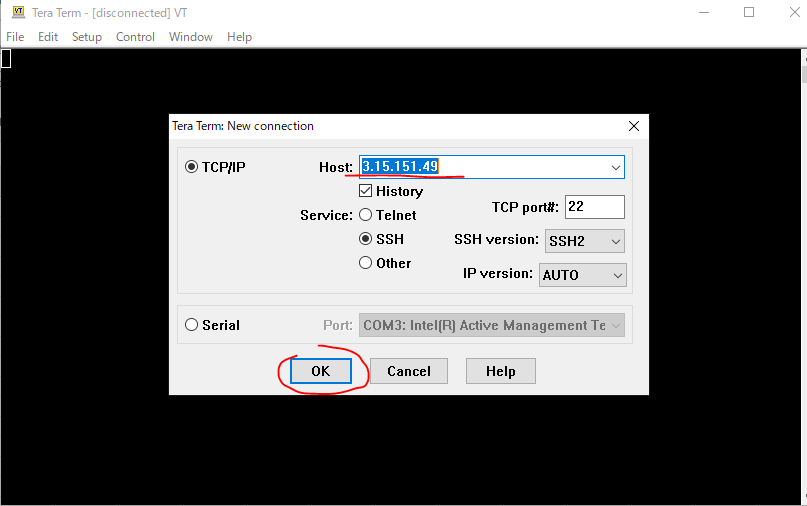 VT
Tera Term - [disconnected] VT
File Edit Setup Control Window Help
Tera Term: New connection
TCP/IP
Host: 3.15.151.49
History
Service: Telnet
TCP port#: 22
SSH
SSH version: SSH2
Other
IP version: AUTO
Serial
Port: COM3: Intel(R) Active Management Te
OK Cancel Help